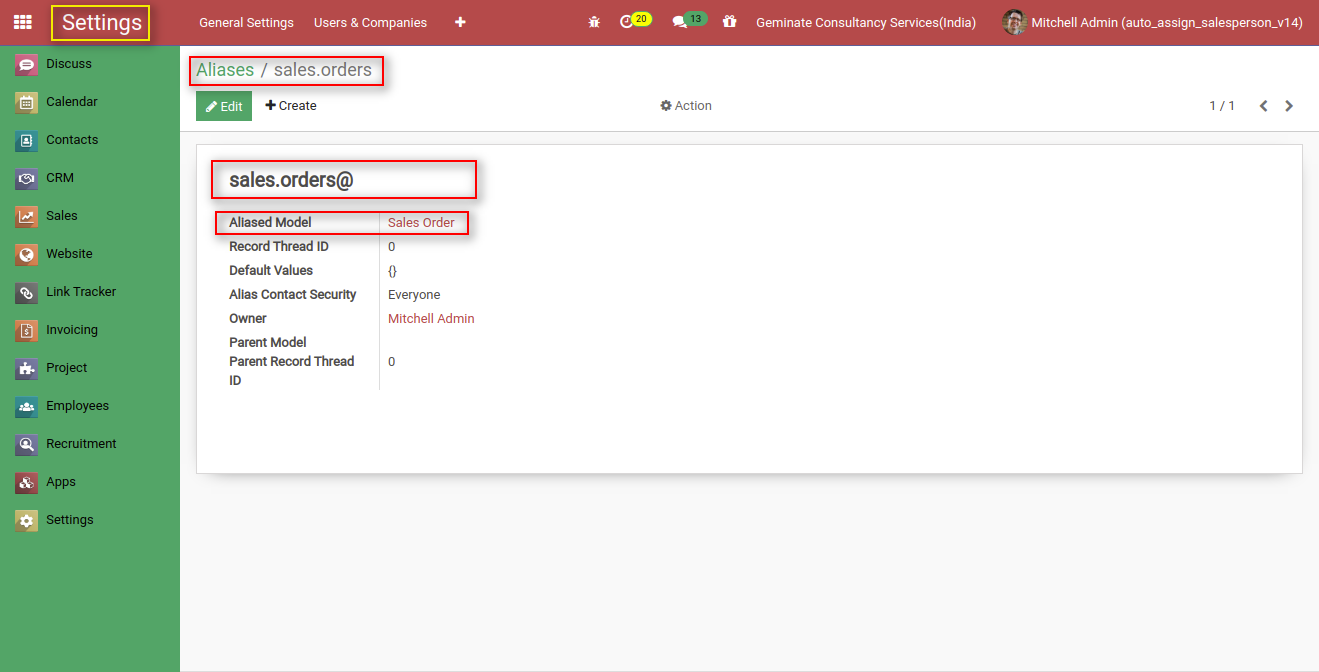 Settings General Settings Users & Companies 20 13 Geminate Consultancy Services(India) Mitchell Admin (auto_assign_salesperson_v14)
Discuss
Calendar
Contacts
CRM
Sales
Website
Link Tracker
Invoicing
Project
Employees
Recruitment
Apps
Settings
Aliases / sales.orders
Edit Create Action 1 / 1
sales.orders@
Aliased Model Sales Order
Record Thread ID 0
Default Values {}
Alias Contact Security Everyone
Owner Mitchell Admin
Parent Model
Parent Record Thread 0
ID